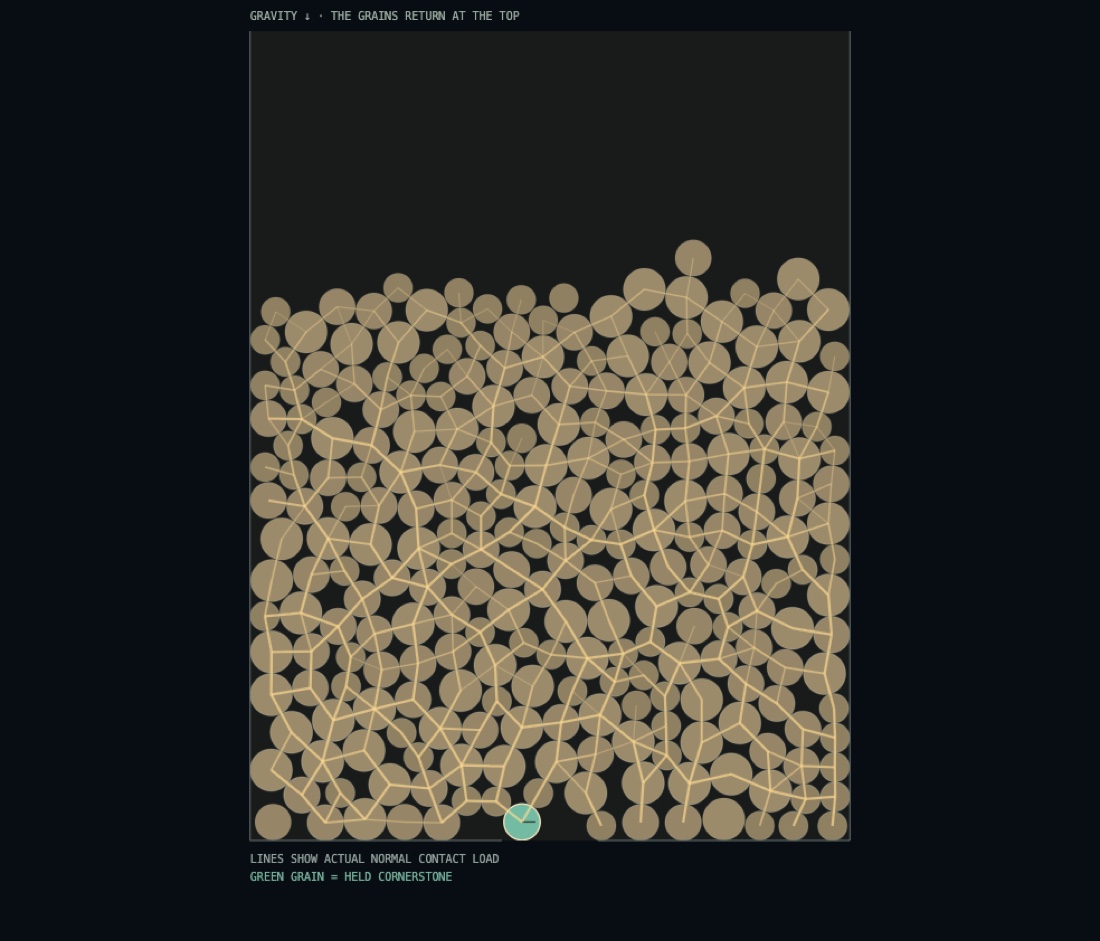 GRAVITY ↓ · THE GRAINS RETURN AT THE TOP
LINES SHOW ACTUAL NORMAL CONTACT LOAD
GREEN GRAIN = HELD CORNERSTONE